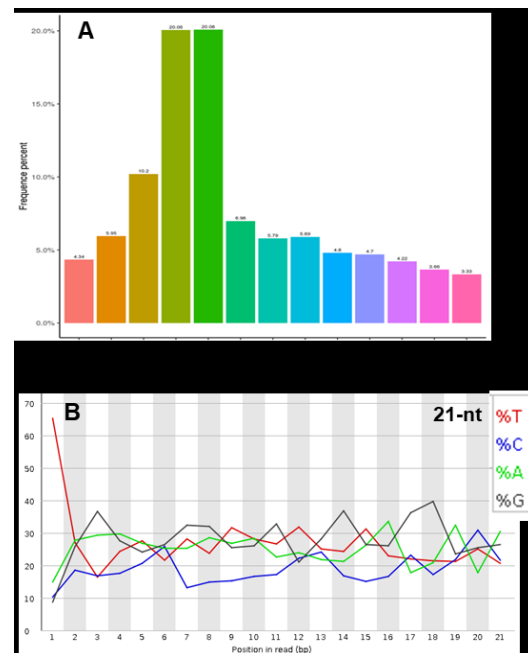 A
20.0%
15.0%
10.0%
5.0%
0.0%
Frequence percent
4.34
5.95
10.2
20.06
20.08
6.98
5.79
5.89
4.8
4.7
4.22
3.66
3.33
B
21-nt
%T
%C
%A
%G
70
60
50
40
30
20
10
0
1 2 3 4 5 6 7 8 9 10 11 12 13 14 15 16 17 18 19 20 21
Position in read (bp)